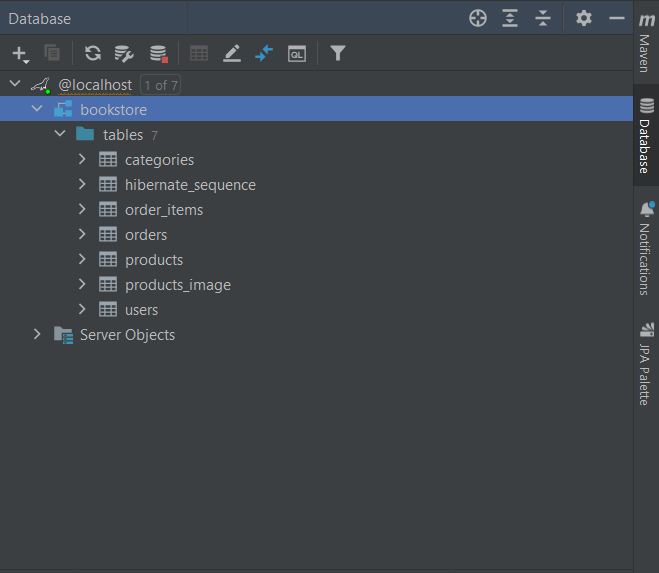 Database
QL
@localhost 1 of 7
bookstore
tables 7
categories
hibernate_sequence
order_items
orders
products
products_image
users
Server Objects
m
Maven
Database
Notifications
JPA Palette